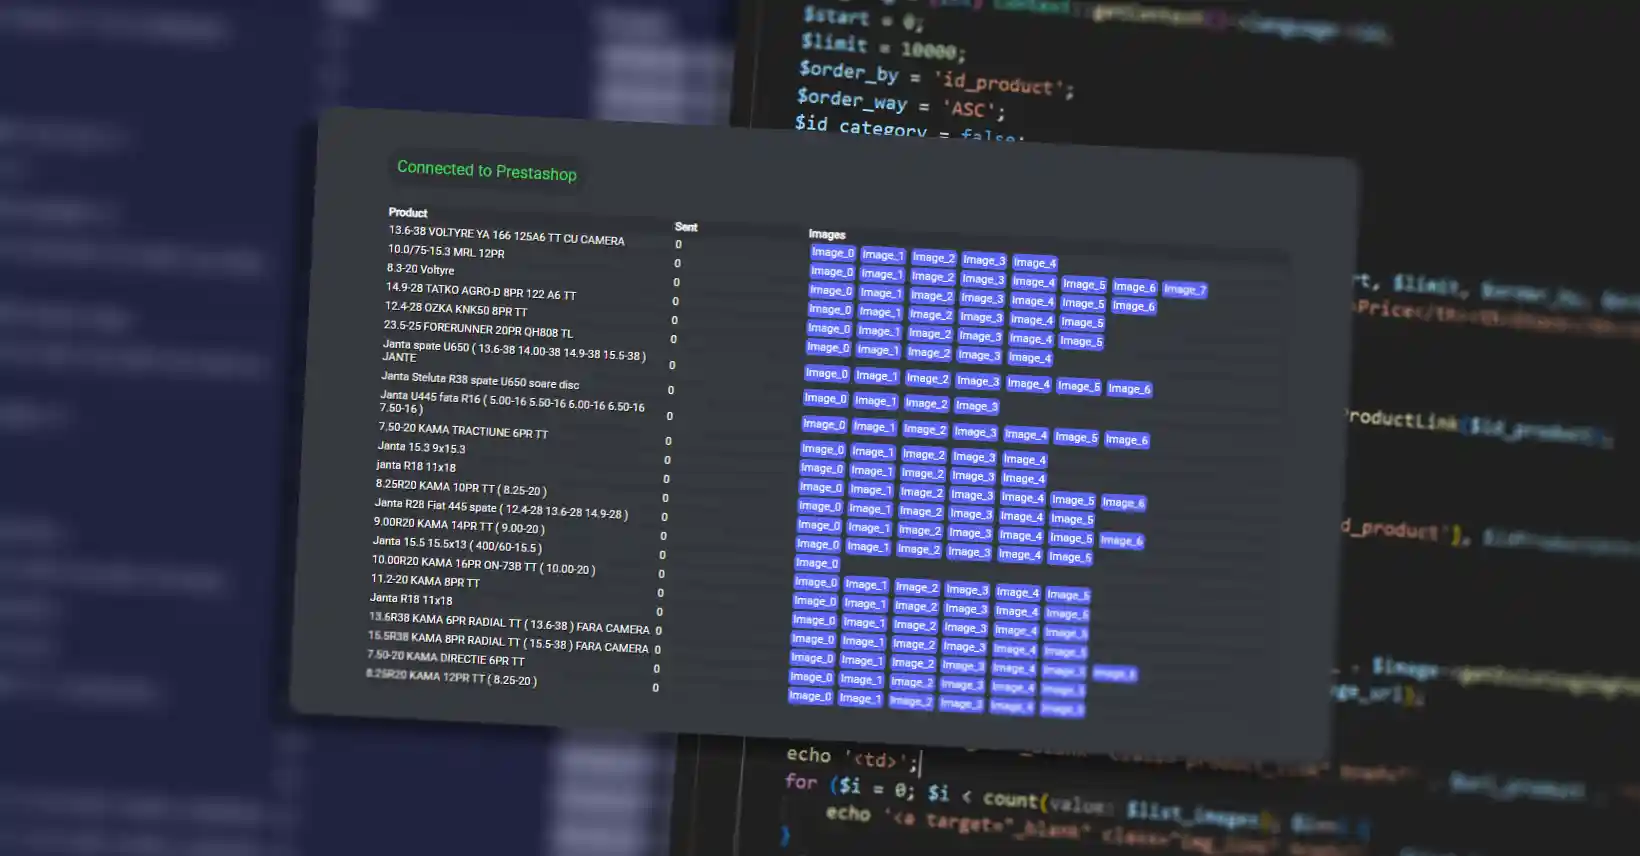 $start = 0;
$limit = 10000;
$order_by = 'id_product';
$order_way = 'ASC';
$id_category = false;
Connected to Prestashop
Product Sent Images
13.6-38 VOLTYRE YA 166 125A6 TT CU CAMERA 0 Image_0 Image_1 Image_2 Image_3 Image_4
10.0/75-15.3 MRL 12PR 0 Image_0 Image_1 Image_2 Image_3 Image_4 Image_5 Image_6 Image_7
8.3-20 Voltyre 0 Image_0 Image_1 Image_2 Image_3 Image_4 Image_5 Image_6
14.9-28 TATKO AGRO-D 8PR 122 A6 TT 0 Image_0 Image_1 Image_2 Image_3 Image_4 Image_5
12.4-28 OZKA KNK50 8PR TT 0 Image_0 Image_1 Image_2 Image_3 Image_4 Image_5
23.5-25 FORERUNNER 20PR QH808 TL 0 Image_0 Image_1 Image_2 Image_3 Image_4
Janta spate U650 ( 13.6-38 14.00-38 14.9-38 15.5-38 )
JANTE 0 Image_0 Image_1 Image_2 Image_3 Image_4 Image_5 Image_6
Janta Steluta R38 spate U650 soare disc 0 Image_0 Image_1 Image_2 Image_3
Janta U445 fata R16 ( 5.00-16 5.50-16 6.00-16 6.50-16
7.50-16 ) 0 Image_0 Image_1 Image_2 Image_3 Image_4 Image_5 Image_6
7.50-20 KAMA TRACTIUNE 6PR TT 0 Image_0 Image_1 Image_2 Image_3 Image_4
Janta 15.3 9x15.3 0 Image_0 Image_1 Image_2 Image_3 Image_4
janta R18 11x18 0 Image_0 Image_1 Image_2 Image_3 Image_4 Image_5 Image_6
8.25R20 KAMA 10PR TT ( 8.25-20 ) 0 Image_0 Image_1 Image_2 Image_3 Image_4 Image_5
Janta R28 Fiat 445 spate ( 12.4-28 13.6-28 14.9-28 ) 0 Image_0 Image_1 Image_2 Image_3 Image_4 Image_5 Image_6
9.00R20 KAMA 14PR TT ( 9.00-20 ) 0 Image_0 Image_1 Image_2 Image_3 Image_4 Image_5
Janta 15.5 15.5x13 ( 400/60-15.5 ) 0 Image_0
10.00R20 KAMA 16PR ON-73B TT ( 10.00-20 ) 0 Image_0 Image_1 Image_2 Image_3 Image_4 Image_5
11.2-20 KAMA 8PR TT 0 Image_0 Image_1 Image_2 Image_3 Image_4 Image_5
Janta R18 11x18 0 Image_0 Image_1 Image_2 Image_3 Image_4 Image_5
13.6R38 KAMA 6PR RADIAL TT ( 13.6-38 ) FARA CAMERA 0 Image_0 Image_1 Image_2 Image_3 Image_4 Image_5
15.5R38 KAMA 8PR RADIAL TT ( 15.5-38 ) FARA CAMERA 0 Image_0 Image_1 Image_2 Image_3 Image_4 Image_5 Image_6
7.50-20 KAMA DIRECTIE 6PR TT 0 Image_0 Image_1 Image_2 Image_3 Image_4 Image_5
8.25R20 KAMA 12PR TT ( 8.25-20 ) 0 Image_0 Image_1 Image_2 Image_3 Image_4 Image_5
$limit,
roductLink($id_product);
d_product'],
echo '<td>';
for ($i = 0; $i < count(value: $list_images);
echo '<a target="_blank"
}